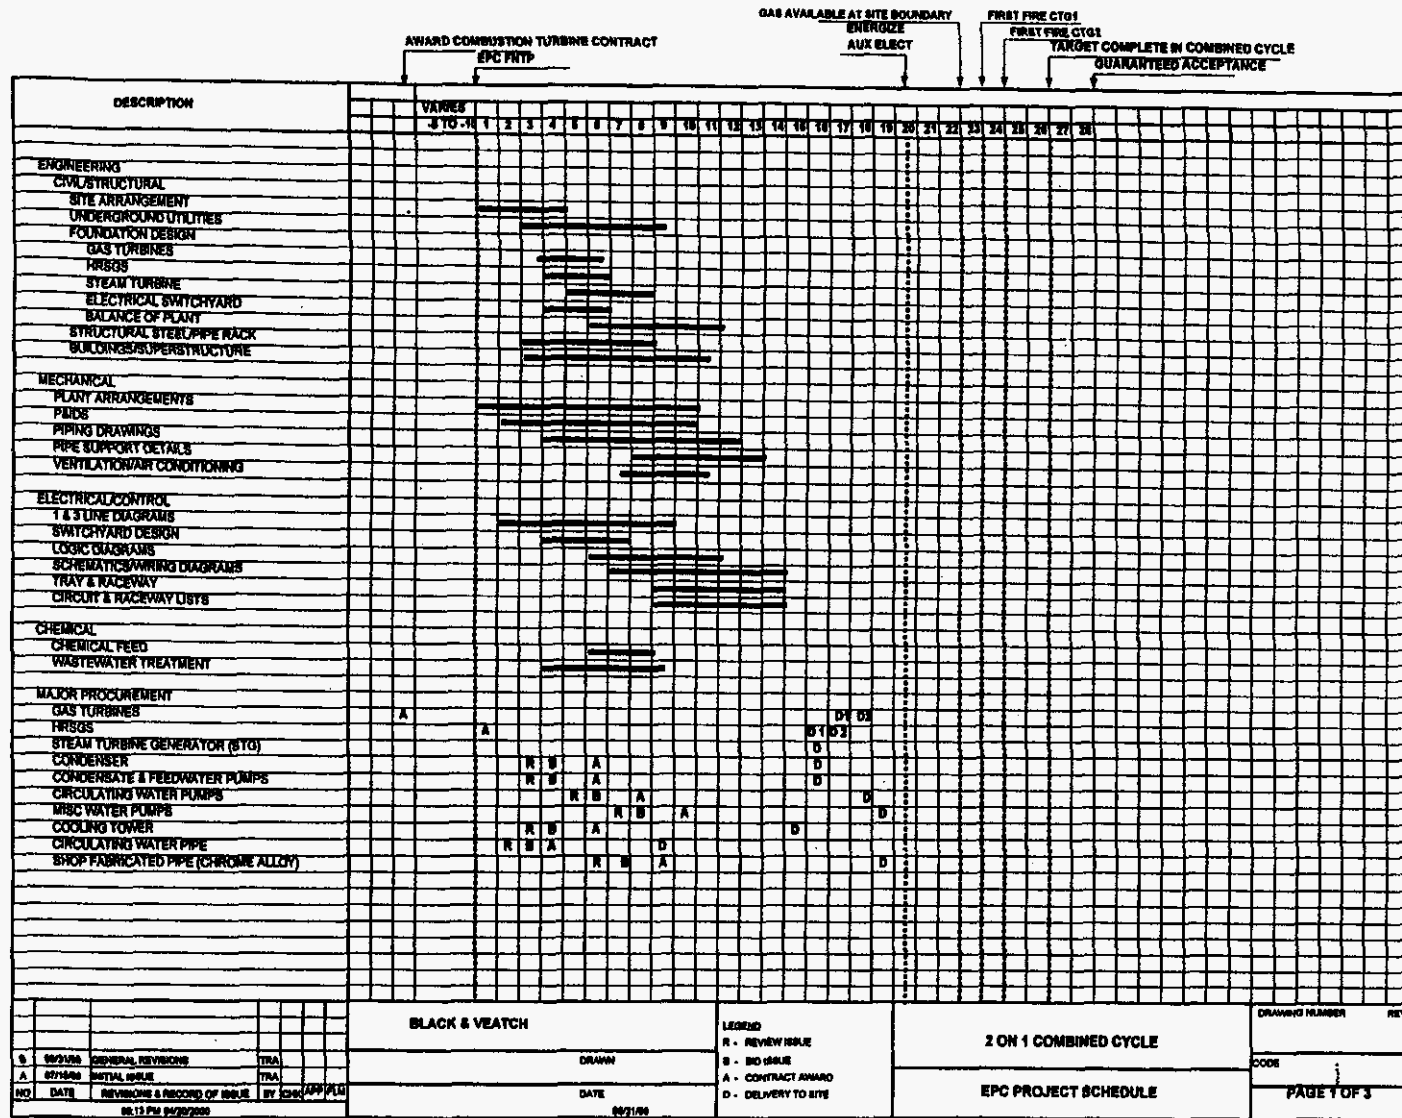 GAS AVAILABLE AT SITE BOUNDARY
FIRST FIRE CTG1
ENERGIZE
FIRST FIRE CTG2
AWARD COMBUSTION TURBINE CONTRACT
AUX ELECT
TARGET COMPLETE IN COMBINED CYCLE
EPC FNTP
GUARANTEED ACCEPTANCE
DESCRIPTION
VARIES
1 2 3 4 5 6 7 8 9 10 11 12 13 14 15 16 17 18 19 20 21 22 23 24 25 26 27 28
ENGINEERING
CIVIL/STRUCTURAL
SITE ARRANGEMENT
UNDERGROUND UTILITIES
FOUNDATION DESIGN
GAS TURBINES
HRSGS
STEAM TURBINE
ELECTRICAL SWITCHYARD
BALANCE OF PLANT
STRUCTURAL STEEL/PIPE RACK
BUILDINGS/SUPERSTRUCTURE
MECHANICAL
PLANT ARRANGEMENTS
P&IDS
PIPING DRAWINGS
PIPE SUPPORT DETAILS
VENTILATION/AIR CONDITIONING
ELECTRICAL/CONTROL
1 & 3 LINE DIAGRAMS
SWITCHYARD DESIGN
LOGIC DIAGRAMS
SCHEMATICS/WIRING DIAGRAMS
TRAY & RACEWAY
CIRCUIT & RACEWAY LISTS
CHEMICAL
CHEMICAL FEED
WASTEWATER TREATMENT
MAJOR PROCUREMENT
GAS TURBINES A D1 D2
HRSGS A D1 D2
STEAM TURBINE GENERATOR (STG) D
CONDENSER R B A D
CONDENSATE & FEEDWATER PUMPS R B A D
CIRCULATING WATER PUMPS R B A D
MISC WATER PUMPS R B A D
COOLING TOWER R B A D
CIRCULATING WATER PIPE R B A D
SHOP FABRICATED PIPE (CHROME ALLOY) R B A D
BLACK & VEATCH
DRAWN
DATE
LEGEND
R - REVIEW ISSUE
B - BID ISSUE
A - CONTRACT AWARD
D - DELIVERY TO SITE
2 ON 1 COMBINED CYCLE
EPC PROJECT SCHEDULE
DRAWING NUMBER
CODE
PAGE 1 OF 3
GENERAL REVISIONS TRA
A INITIAL ISSUE TRA
NO DATE REVISIONS & RECORD OF ISSUE BY CHK APP PLM